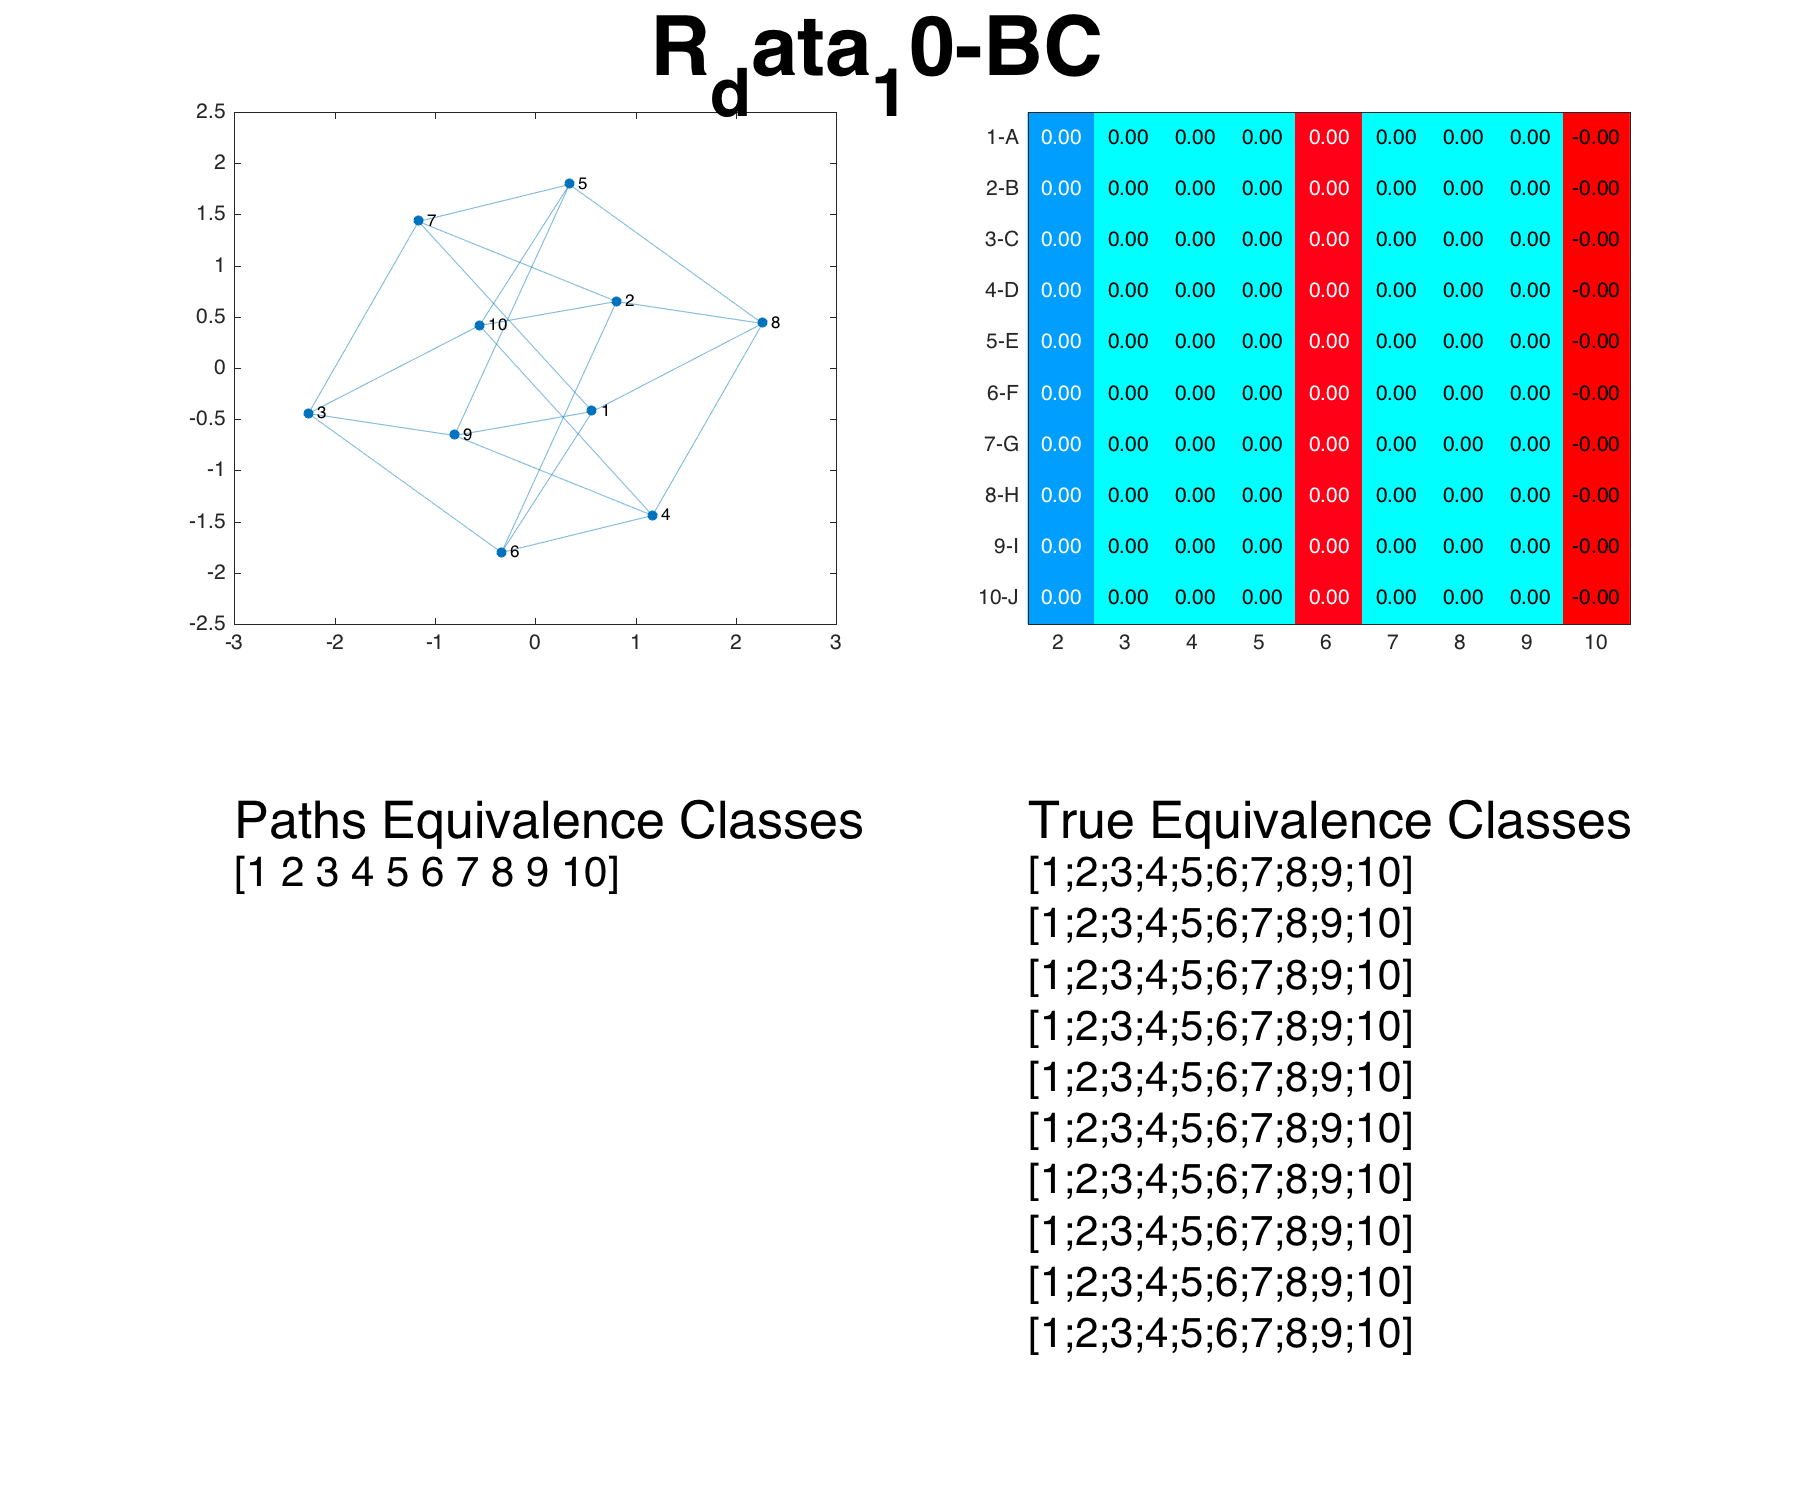 R_data_10-BC
2.5
2
1.5
1
0.5
0
-0.5
-1
-1.5
-2
-2.5
-3 -2 -1 0 1 2 3
5
7
2
10
8
3
1
9
4
6
1-A 0.00 0.00 0.00 0.00 0.00 0.00 0.00 0.00 -0.00
2-B 0.00 0.00 0.00 0.00 0.00 0.00 0.00 0.00 -0.00
3-C 0.00 0.00 0.00 0.00 0.00 0.00 0.00 0.00 -0.00
4-D 0.00 0.00 0.00 0.00 0.00 0.00 0.00 0.00 -0.00
5-E 0.00 0.00 0.00 0.00 0.00 0.00 0.00 0.00 -0.00
6-F 0.00 0.00 0.00 0.00 0.00 0.00 0.00 0.00 -0.00
7-G 0.00 0.00 0.00 0.00 0.00 0.00 0.00 0.00 -0.00
8-H 0.00 0.00 0.00 0.00 0.00 0.00 0.00 0.00 -0.00
9-I 0.00 0.00 0.00 0.00 0.00 0.00 0.00 0.00 -0.00
10-J 0.00 0.00 0.00 0.00 0.00 0.00 0.00 0.00 -0.00
2 3 4 5 6 7 8 9 10
Paths Equivalence Classes
[1 2 3 4 5 6 7 8 9 10]
True Equivalence Classes
[1;2;3;4;5;6;7;8;9;10]
[1;2;3;4;5;6;7;8;9;10]
[1;2;3;4;5;6;7;8;9;10]
[1;2;3;4;5;6;7;8;9;10]
[1;2;3;4;5;6;7;8;9;10]
[1;2;3;4;5;6;7;8;9;10]
[1;2;3;4;5;6;7;8;9;10]
[1;2;3;4;5;6;7;8;9;10]
[1;2;3;4;5;6;7;8;9;10]
[1;2;3;4;5;6;7;8;9;10]